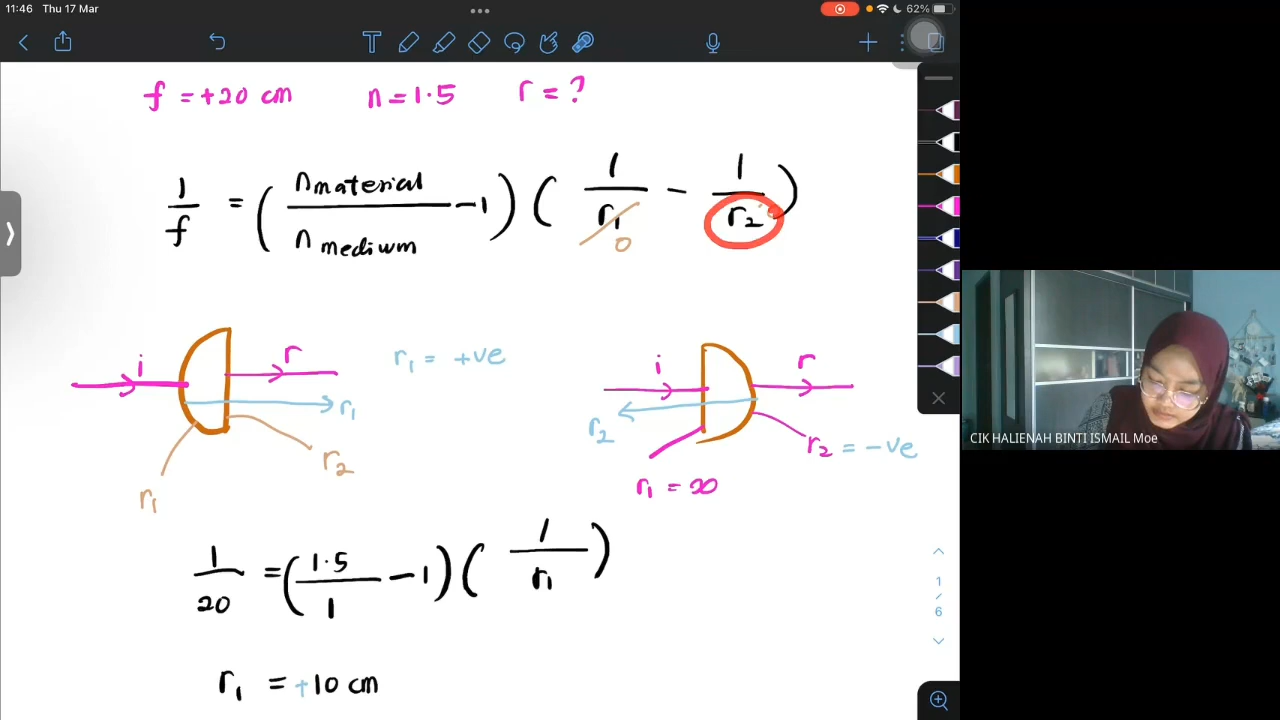 11:46 Thu 17 Mar
62%
f = +20 cm n = 1.5 r = ?
1/f = (n material / n medium - 1) (1/r₁ - 1/r₂)
0
i r r₁ = +ve
r₁
r₁
r₂
i r
r₂
r₂ = -ve
r₁ = ∞
1/20 = (1.5/1 - 1) (1/r₁)
r₁ = +10 cm
1
/
6
CIK HALIENAH BINTI ISMAIL Moe